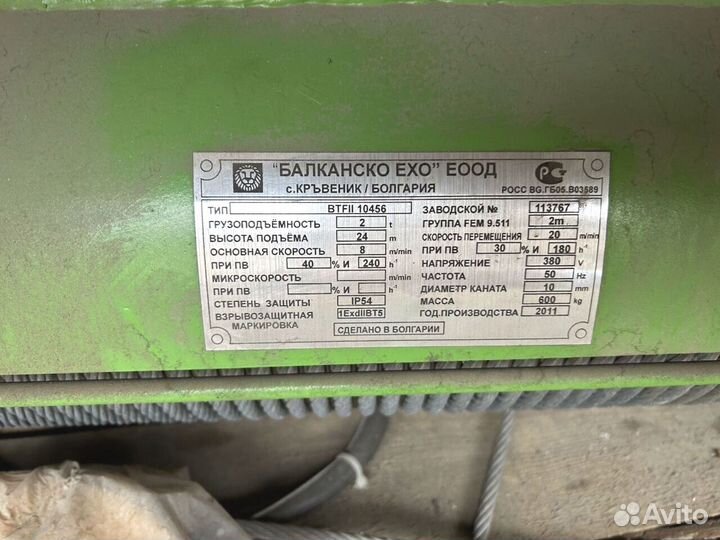 "БАЛКАНСКО ЕХО" ЕООД
с.КРЪВЕНИК / БОЛГАРИЯ
РОСС BG.ГБ05.В03589
ТИП BTFII 10456
ГРУЗОПОДЪЁМНОСТЬ 2 t
ВЫСОТА ПОДЪЁМА 24 m
ОСНОВНАЯ СКОРОСТЬ 8 m/min
ПРИ ПВ 40 % И 240 h⁻¹
МИКРОСКОРОСТЬ m/min
ПРИ ПВ % И h⁻¹
СТЕПЕНЬ ЗАЩИТЫ IP54
ВЗРЫВОЗАЩИТНАЯ МАРКИРОВКА 1ExdIIBT5
ЗАВОДСКОЙ № 113767
ГРУППА FEM 9.511 2m
СКОРОСТЬ ПЕРЕМЕЩЕНИЯ - 20 m/min
ПРИ ПВ 30 % И 180 h⁻¹
НАПРЯЖЕНИЕ 380 V
ЧАСТОТА 50 Hz
ДИАМЕТР КАНАТА 10 mm
МАССА 600 kg
ГОД.ПРОИЗВОДСТВА 2011
СДЕЛАНО В БОЛГАРИИ
Avito